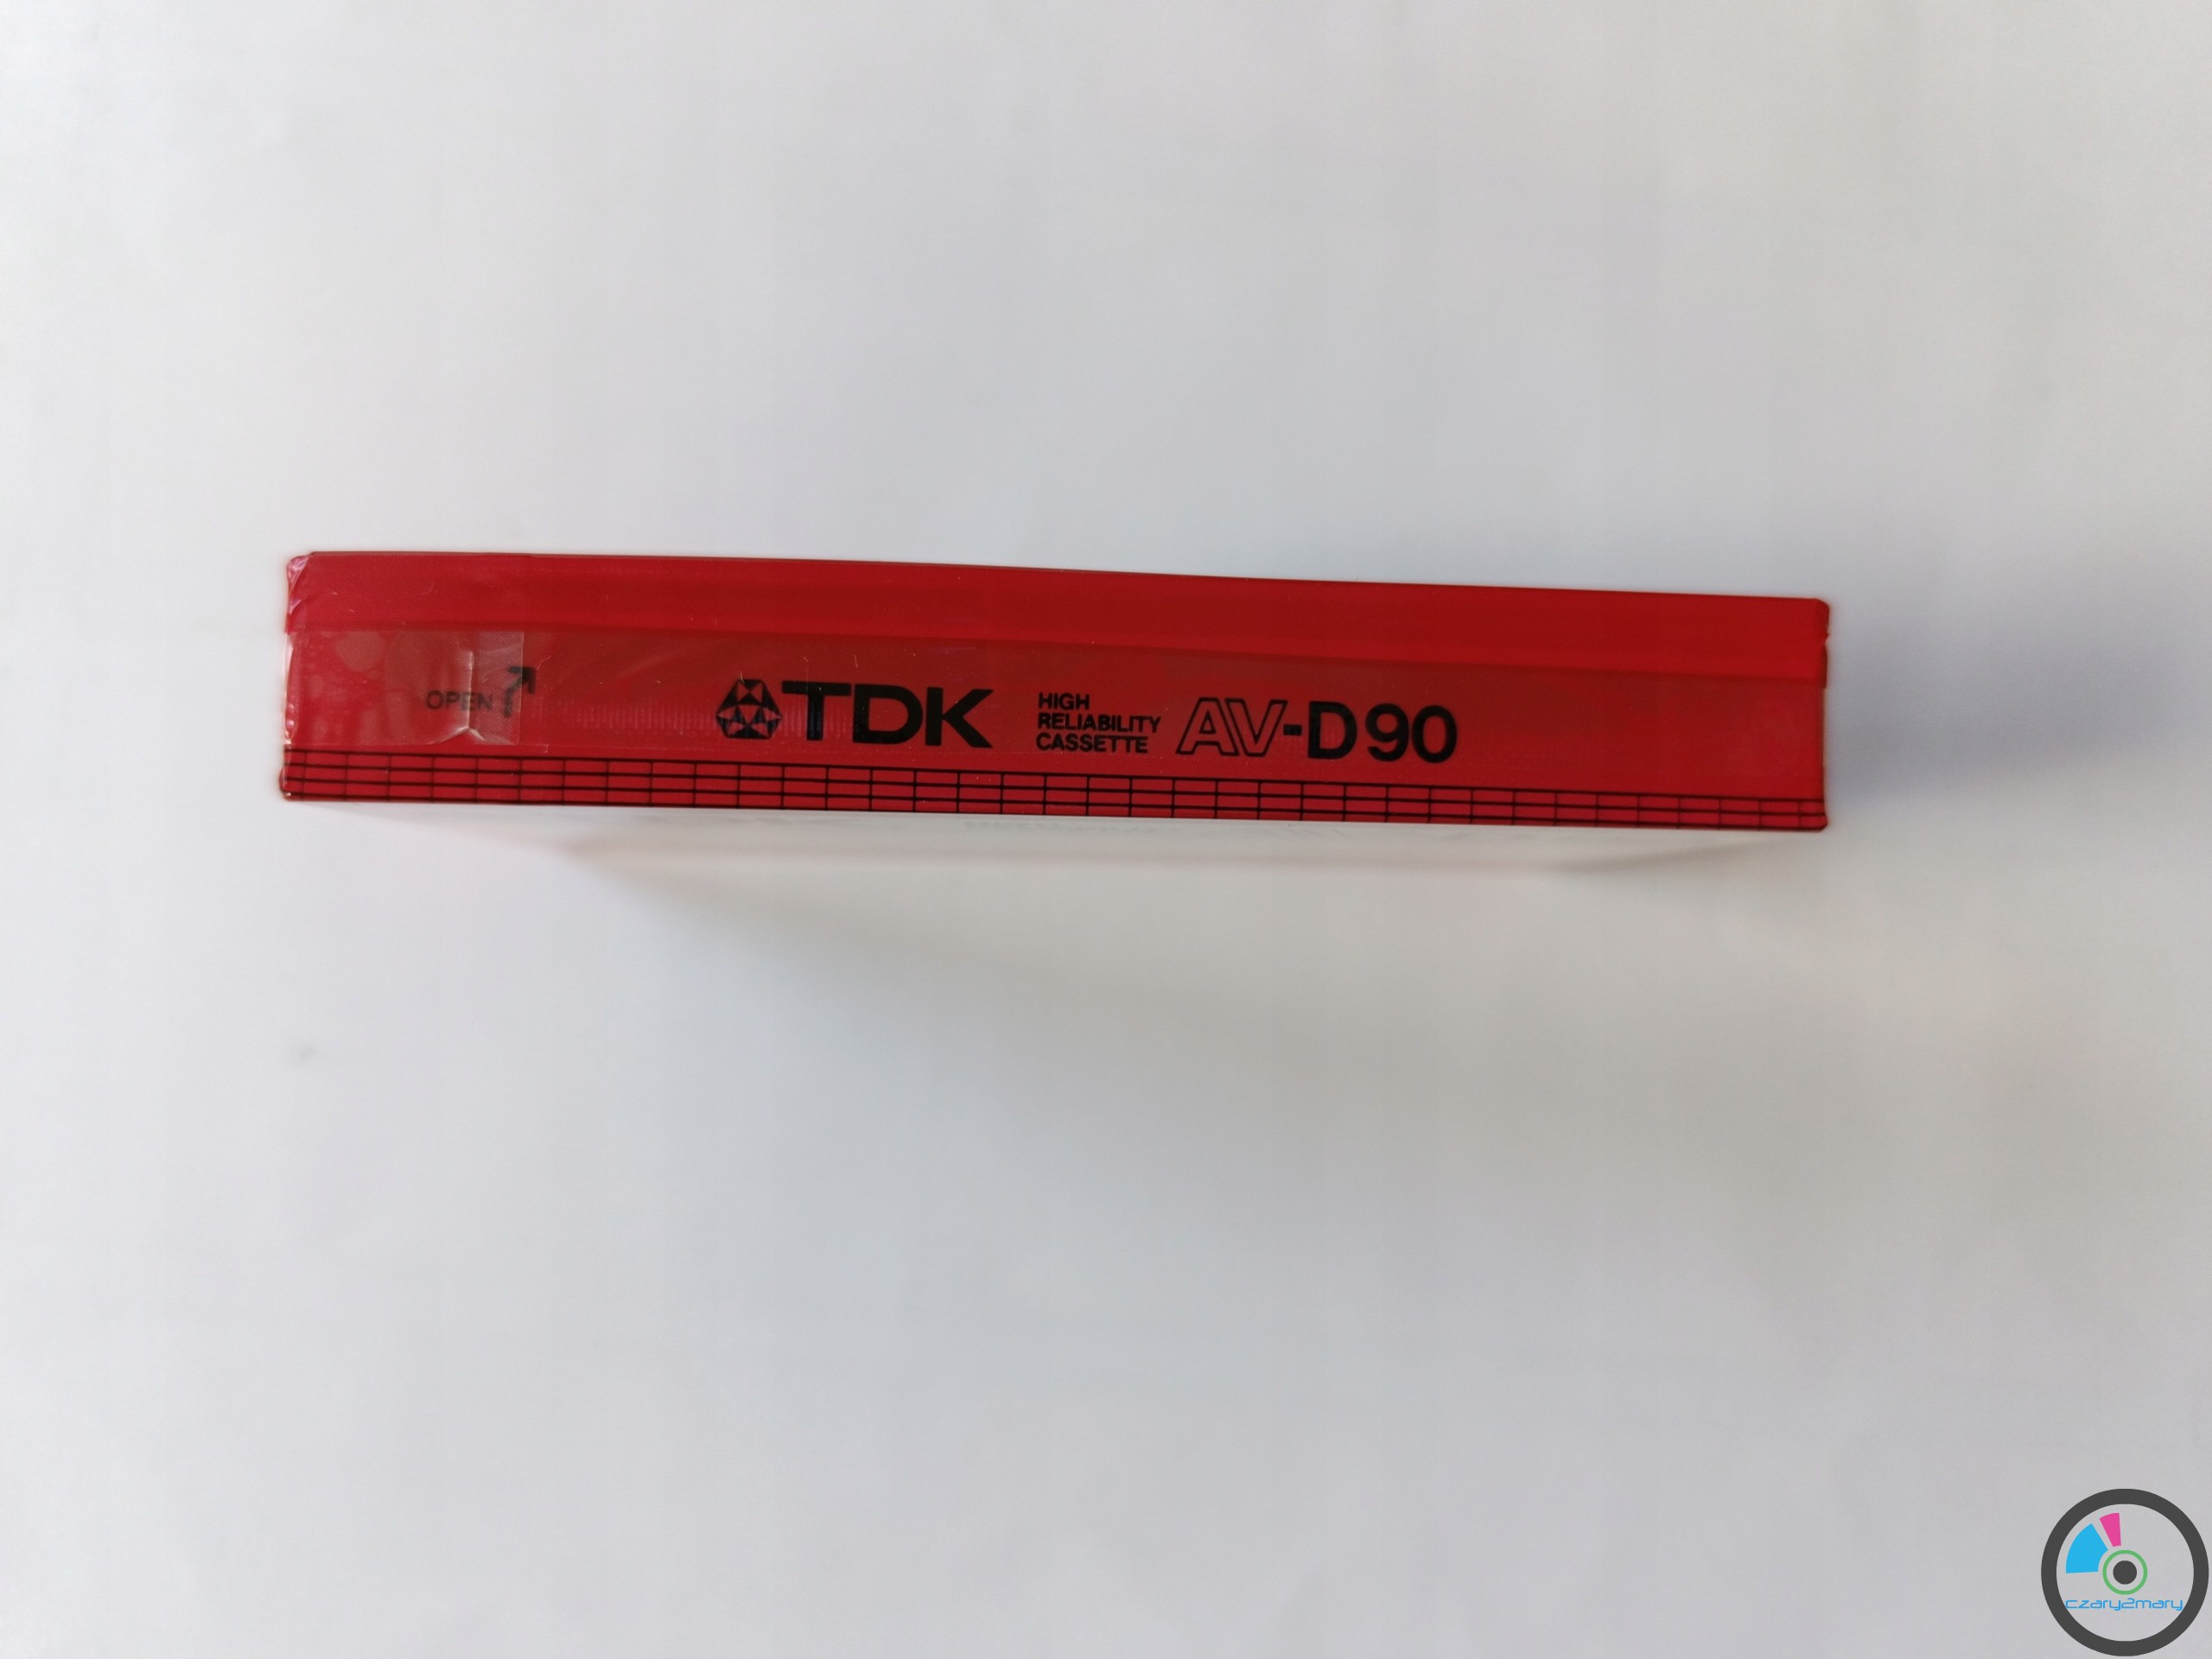 OPEN
TDK
HIGH
RELIABILITY
CASSETTE
AV-D90
czary2mary